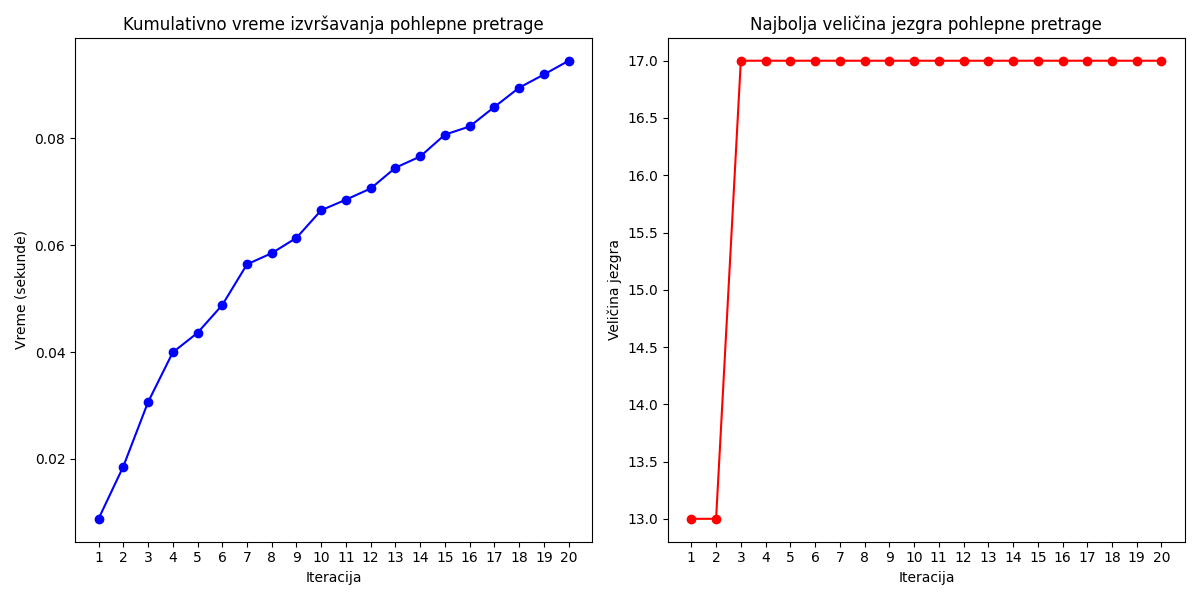 Kumulativno vreme izvršavanja pohlepne pretrage
Vreme (sekunde)
0.08
0.06
0.04
0.02
1 2 3 4 5 6 7 8 9 10 11 12 13 14 15 16 17 18 19 20
Iteracija
Najbolja veličina jezgra pohlepne pretrage
Veličina jezgra
17.0
16.5
16.0
15.5
15.0
14.5
14.0
13.5
13.0
1 2 3 4 5 6 7 8 9 10 11 12 13 14 15 16 17 18 19 20
Iteracija